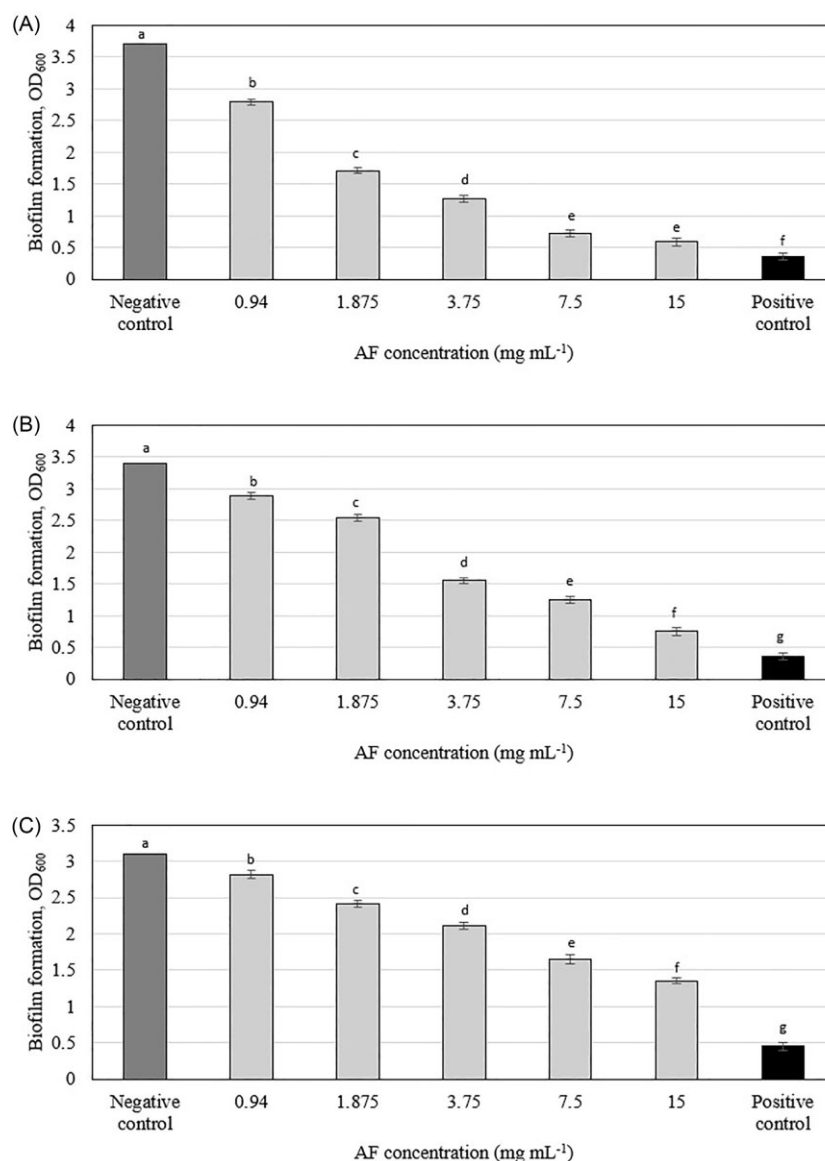 (A)
Biofilm formation, OD₆₀₀
4
3.5
3
2.5
2
1.5
1
0.5
0
a
b
c
d
e
e
f
Negative control
0.94
1.875
3.75
7.5
15
Positive control
AF concentration (mg mL⁻¹)
(B)
Biofilm formation, OD₆₀₀
4
3.5
3
2.5
2
1.5
1
0.5
0
a
b
c
d
e
f
g
Negative control
0.94
1.875
3.75
7.5
15
Positive control
AF concentration (mg mL⁻¹)
(C)
Biofilm formation, OD₆₀₀
3.5
3
2.5
2
1.5
1
0.5
0
a
b
c
d
e
f
g
Negative control
0.94
1.875
3.75
7.5
15
Positive control
AF concentration (mg mL⁻¹)